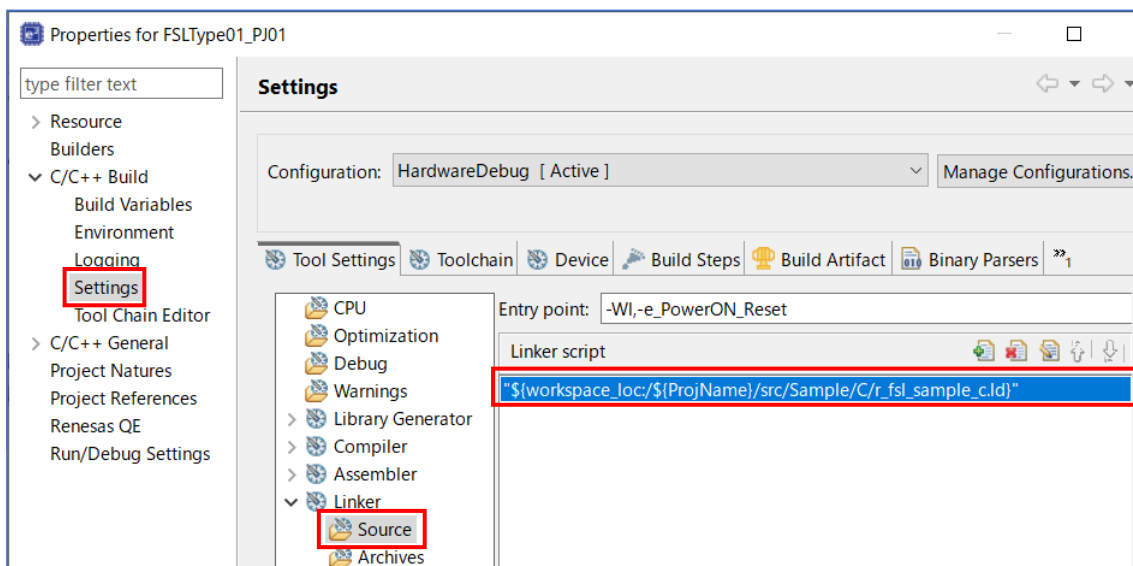 Properties for FSLType01_PJ01
type filter text
Settings
Resource
Builders
C/C++ Build
Build Variables
Environment
Logging
Settings
Tool Chain Editor
C/C++ General
Project Natures
Project References
Renesas QE
Run/Debug Settings
Configuration: HardwareDebug [ Active ]
Manage Configurations.
Tool Settings Toolchain Device Build Steps Build Artifact Binary Parsers »1
CPU
Optimization
Debug
Warnings
Library Generator
Compiler
Assembler
Linker
Source
Archives
Entry point: -Wl,-e_PowerON_Reset
Linker script
"${workspace_loc:/${ProjName}/src/Sample/C/r_fsl_sample_c.ld}"